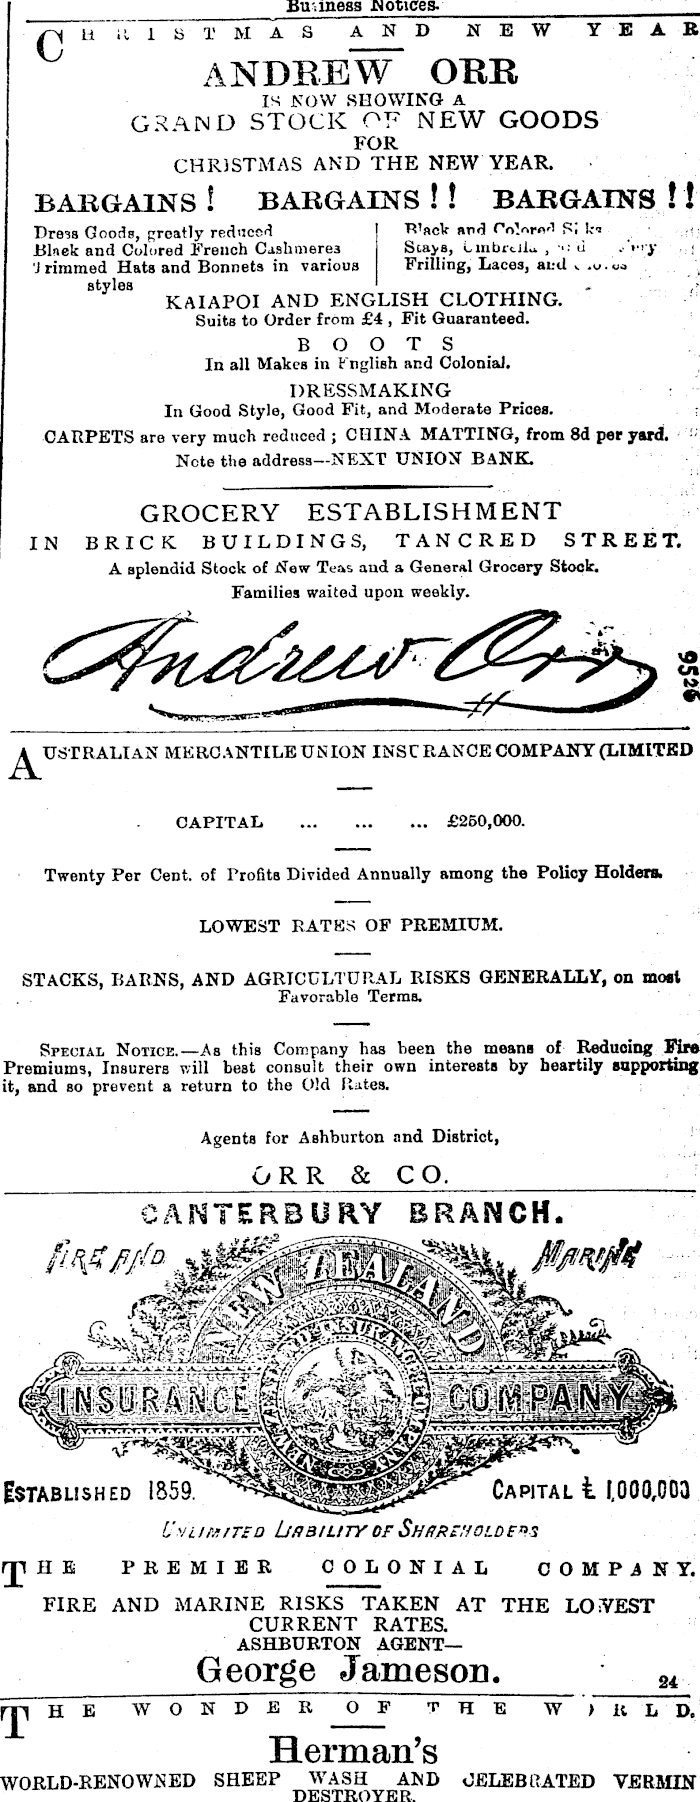 Business Notices.
CHRISTMAS AND NEW YEAR
ANDREW ORR
IS NOW SHOWING A
GRAND STOCK OF NEW GOODS
FOR
CHRISTMAS AND THE NEW YEAR.
BARGAINS! BARGAINS!! BARGAINS!!
Dress Goods, greatly reduced
Black and Colored French Cashmeres
Trimmed Hats and Bonnets in various
styles
Black and Colored Silks
Stays, Umbrella,
Frilling, Laces, and
KAIAPOI AND ENGLISH CLOTHING.
Suits to Order from £4, Fit Guaranteed.
BOOTS
In all Makes in English and Colonial.
DRESSMAKING
In Good Style, Good Fit, and Moderate Prices.
CARPETS are very much reduced; CHINA MATTING, from 8d per yard.
Note the address—NEXT UNION BANK.
GROCERY ESTABLISHMENT
IN BRICK BUILDINGS, TANCRED STREET.
A splendid Stock of New Teas and a General Grocery Stock.
Families waited upon weekly.
Andrew Orr
9526
AUSTRALIAN MERCANTILE UNION INSURANCE COMPANY (LIMITED
CAPITAL ... ... ... £250,000.
Twenty Per Cent. of Profits Divided Annually among the Policy Holders.
LOWEST RATES OF PREMIUM.
STACKS, BARNS, AND AGRICULTURAL RISKS GENERALLY, on most
Favorable Terms.
SPECIAL NOTICE.—As this Company has been the means of Reducing Fire
Premiums, Insurers will best consult their own interests by heartily supporting
it, and so prevent a return to the Old Rates.
Agents for Ashburton and District,
ORR & CO.
CANTERBURY BRANCH.
FIRE AND MARINE
NEW ZEALAND
INSURANCE COMPANY
NEW ZEALAND INSURANCE COMPANY
ESTABLISHED 1859. CAPITAL £1,000,000
UNLIMITED LIABILITY OF SHAREHOLDERS
THE PREMIER COLONIAL COMPANY.
FIRE AND MARINE RISKS TAKEN AT THE LOWEST
CURRENT RATES.
ASHBURTON AGENT—
George Jameson.
24
THE WONDER OF THE WORLD.
Herman's
WORLD-RENOWNED SHEEP WASH AND CELEBRATED VERMIN
DESTROYER.